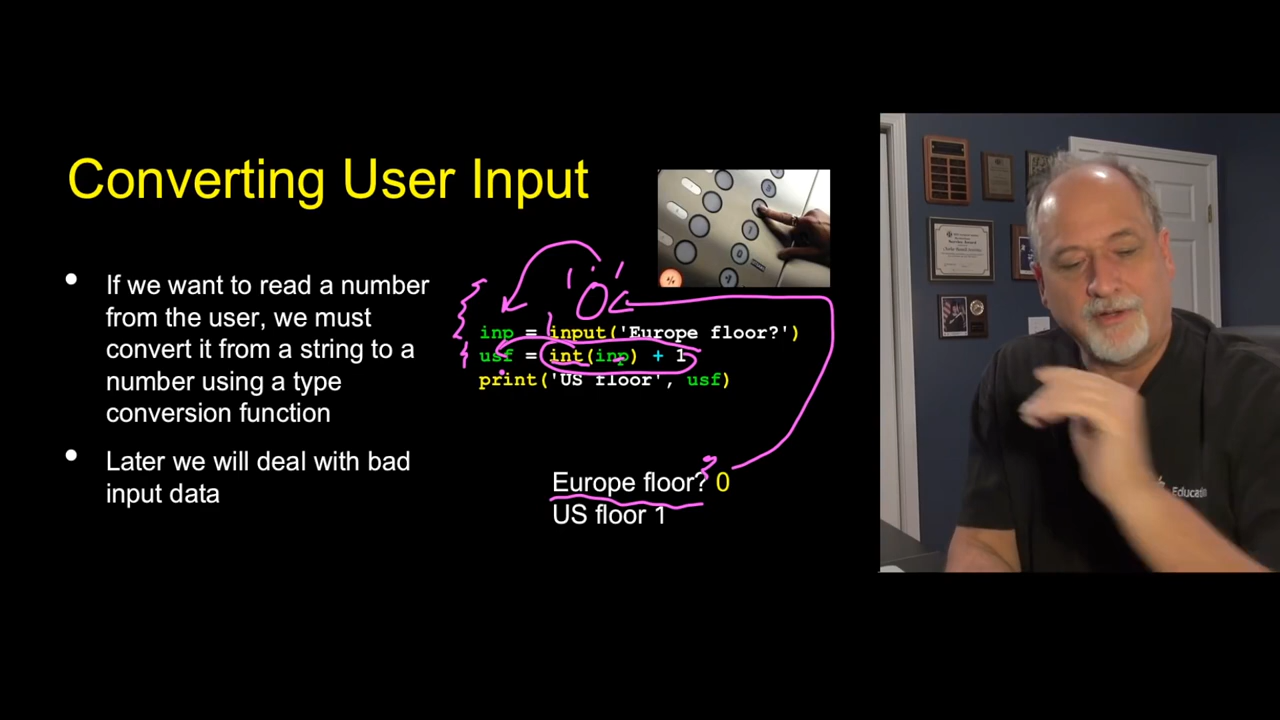 Converting User Input
• If we want to read a number
from the user, we must
convert it from a string to a
number using a type
conversion function
• Later we will deal with bad
input data
'0'
inp = input('Europe floor?')
usf = int(inp) + 1
print('US floor', usf)
Europe floor? 0
US floor 1
Education